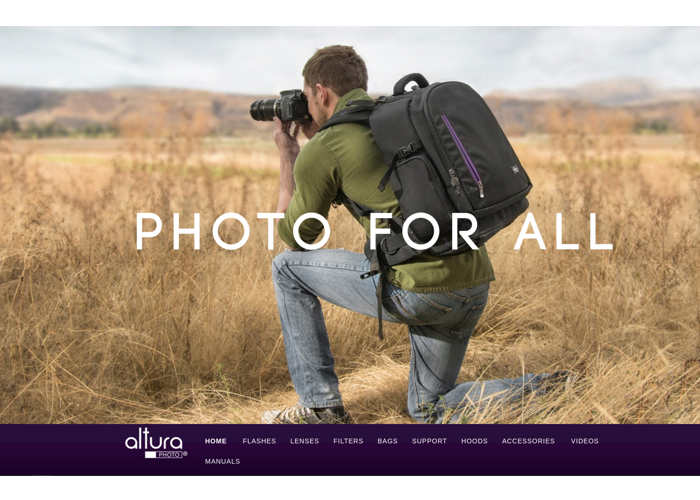 PHOTO FOR ALL
altura
PHOTO®
HOME FLASHES LENSES FILTERS BAGS SUPPORT HOODS ACCESSORIES VIDEOS
MANUALS